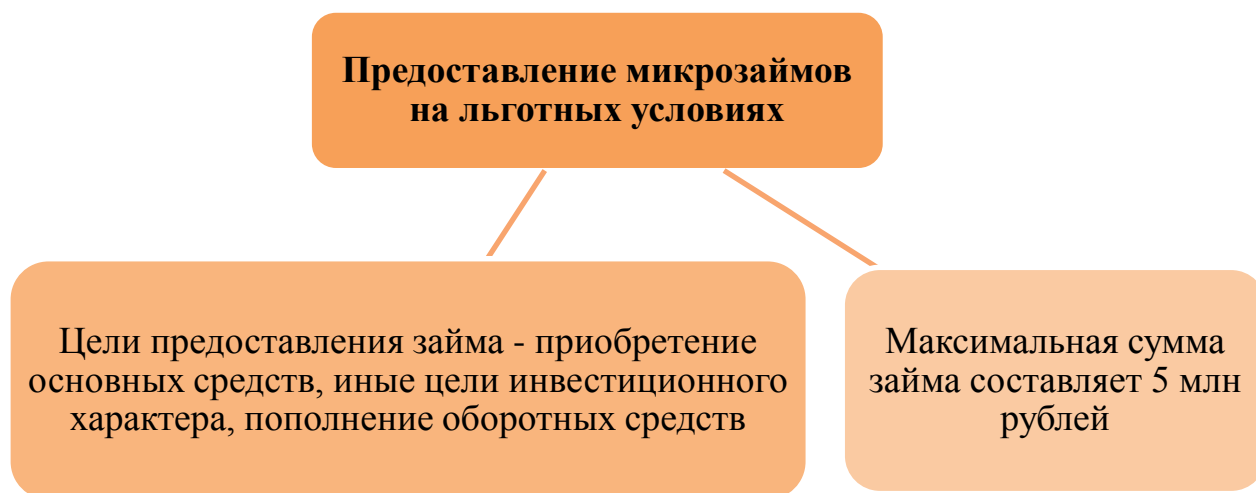 Предоставление микрозаймов
на льготных условиях
Цели предоставления займа - приобретение
основных средств, иные цели инвестиционного
характера, пополнение оборотных средств
Максимальная сумма
займа составляет 5 млн
рублей